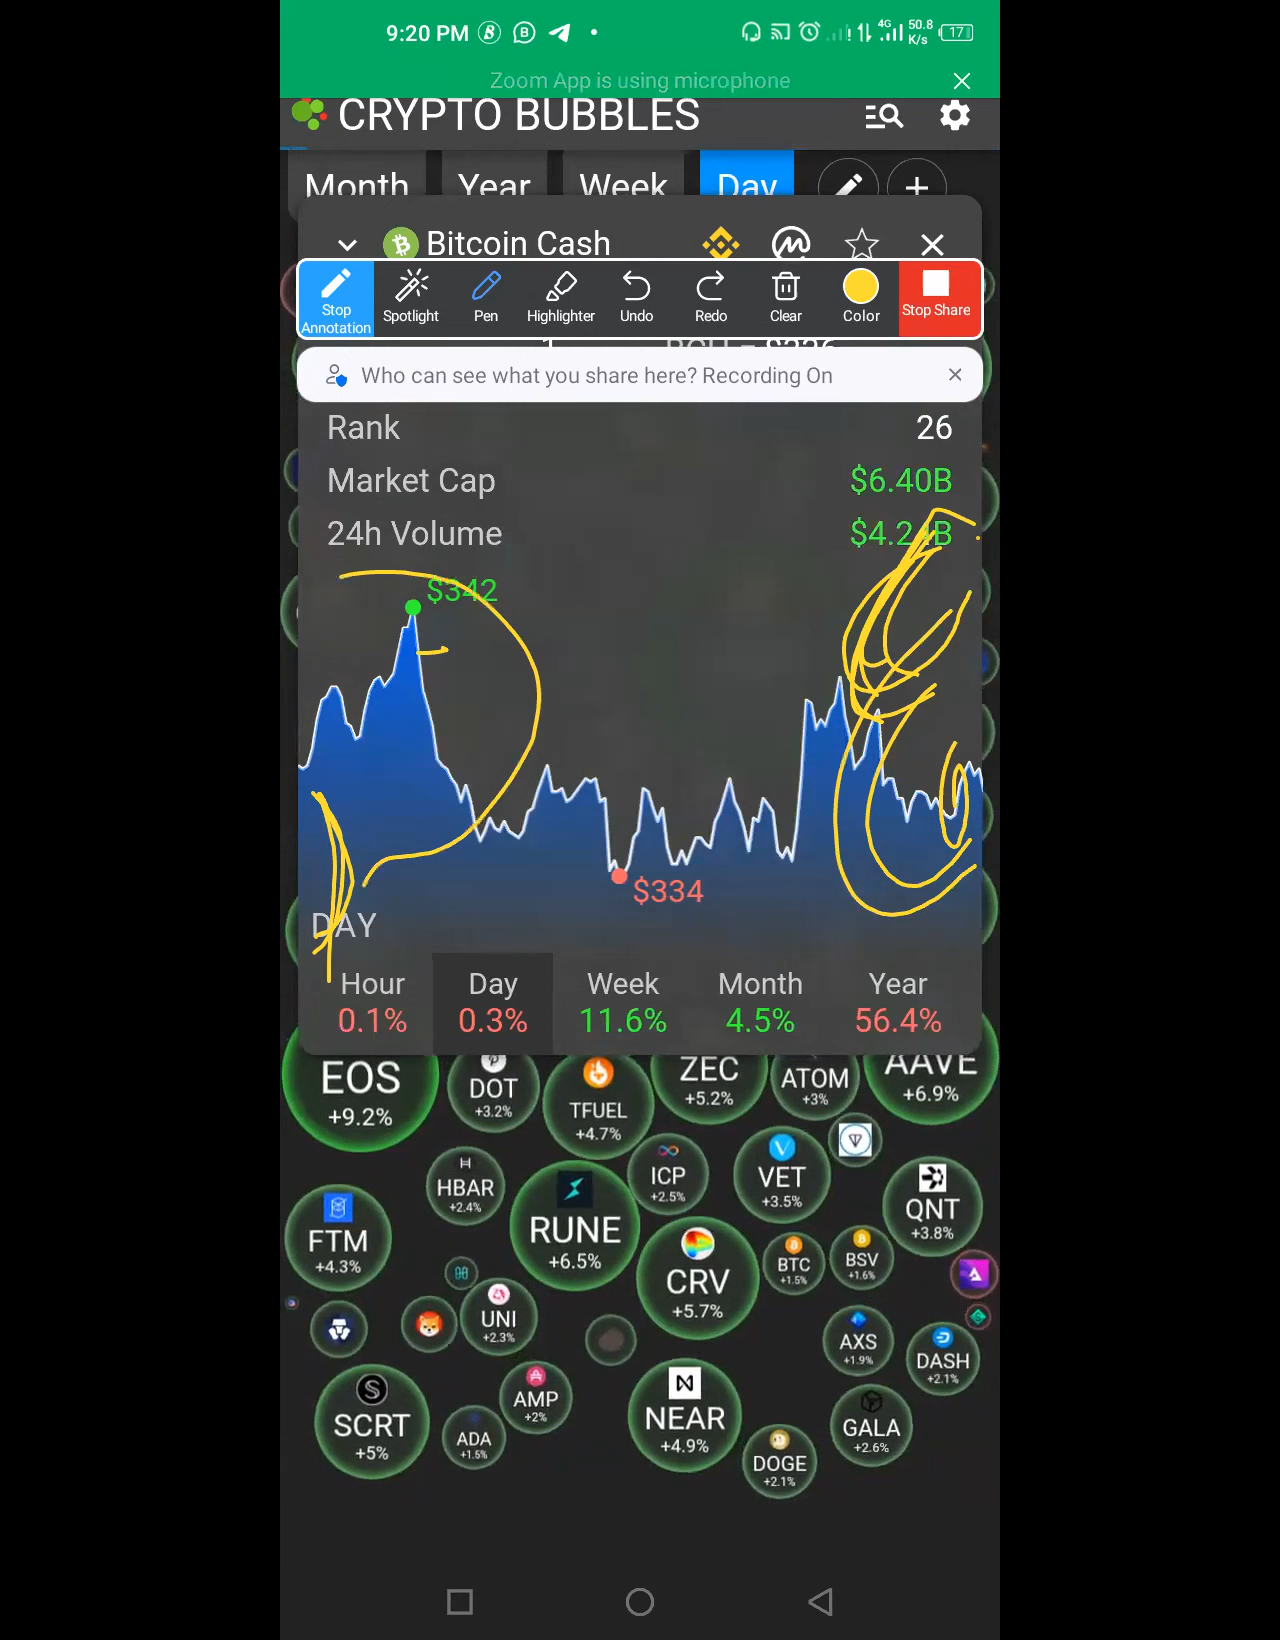 9:20 PM
4G 50.8 K/s 17
Zoom App is using microphone
CRYPTO BUBBLES
Month Year Week Day
Bitcoin Cash
Stop Annotation Spotlight Pen Highlighter Undo Redo Clear Color Stop Share
Who can see what you share here? Recording On
Rank 26
Market Cap $6.40B
24h Volume $4.24B
$342
$334
DAY
Hour Day Week Month Year
0.1% 0.3% 11.6% 4.5% 56.4%
EOS
+9.2%
DOT
+3.2%
TFUEL
+4.7%
ZEC
+5.2%
ATOM
+3%
AAVE
+6.9%
HBAR
+2.4%
ICP
+2.5%
VET
+3.5%
QNT
+3.8%
FTM
+4.3%
RUNE
+6.5%
CRV
+5.7%
BTC
+1.5%
BSV
+1.6%
UNI
+2.3%
AXS
+1.9%
DASH
+2.1%
SCRT
+5%
AMP
+2%
ADA
+1.5%
NEAR
+4.9%
DOGE
+2.1%
GALA
+2.6%